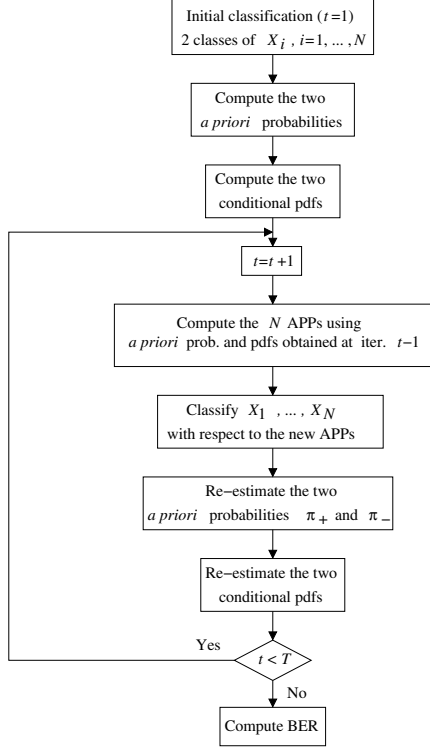 Initial classification (t=1)
2 classes of X_i , i=1, ... , N
Compute the two
a priori probabilities
Compute the two
conditional pdfs
t=t +1
Compute the N APPs using
a priori prob. and pdfs obtained at iter. t−1
Classify X_1 , ... , X_N
with respect to the new APPs
Re−estimate the two
a priori probabilities π_+ and π_−
Re−estimate the two
conditional pdfs
Yes
t < T
No
Compute BER